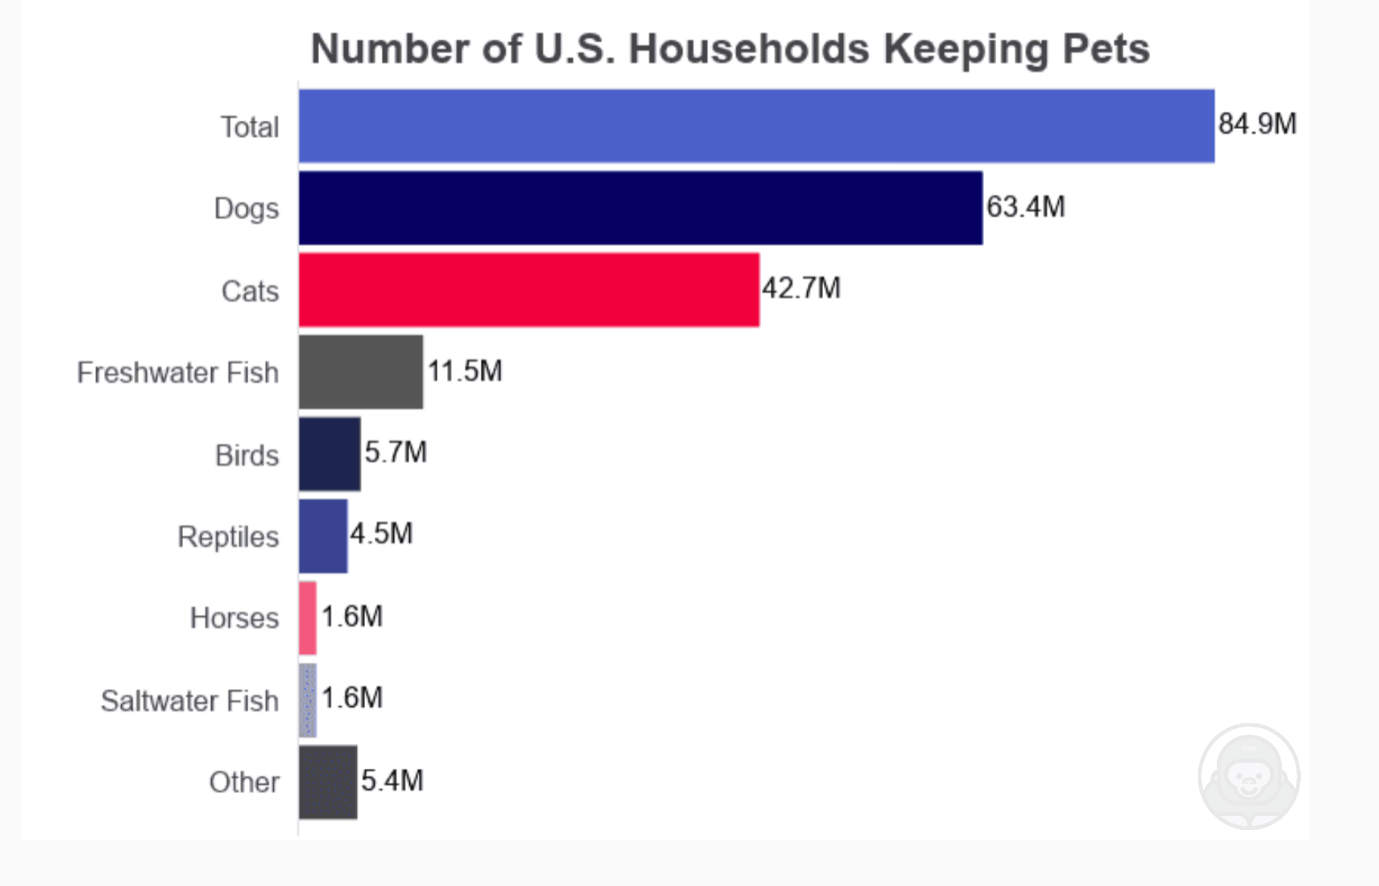 Number of U.S. Households Keeping Pets
Total 84.9M
Dogs 63.4M
Cats 42.7M
Freshwater Fish 11.5M
Birds 5.7M
Reptiles 4.5M
Horses 1.6M
Saltwater Fish 1.6M
Other 5.4M